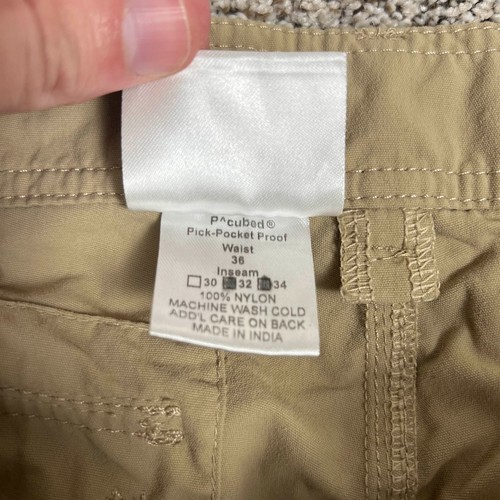 P^cubed®
Pick-Pocket Proof
Waist
36
Inseam
☐30 ■32 ■34
100% NYLON
MACHINE WASH COLD
ADD'L CARE ON BACK
MADE IN INDIA